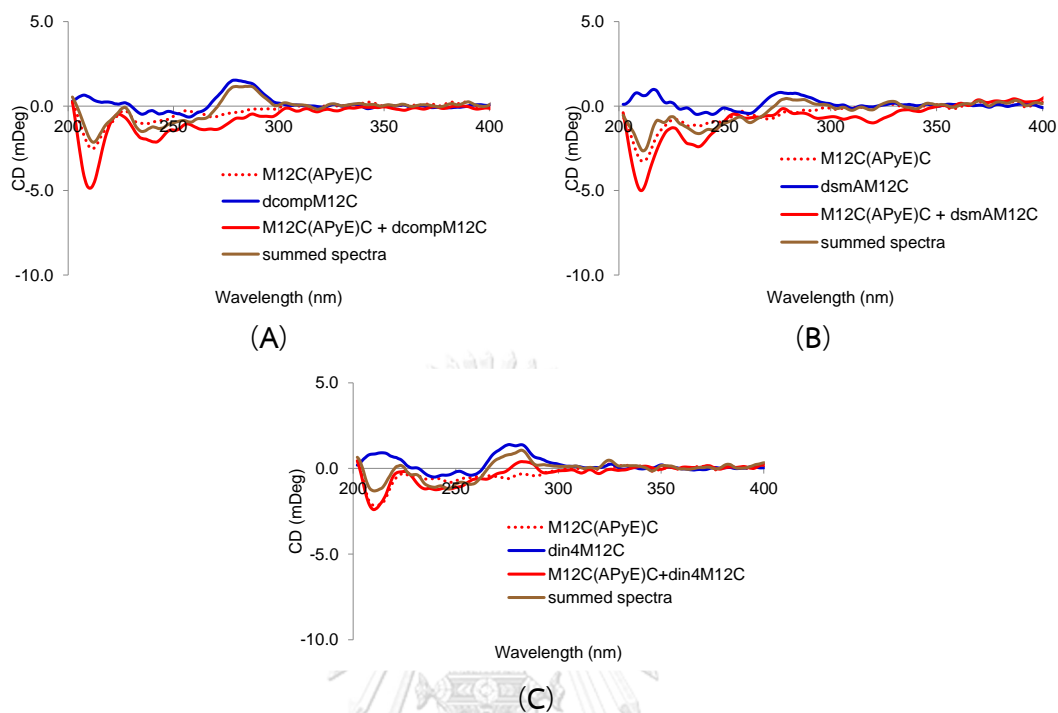 5.0
0.0
-5.0
-10.0
200
250
300
350
400
CD (mDeg)
Wavelength (nm)
M12C(APyE)C
dcompM12C
M12C(APyE)C + dcompM12C
summed spectra
(A)
5.0
0.0
-5.0
-10.0
200
250
300
350
400
CD (mDeg)
Wavelength (nm)
M12C(APyE)C
dsmAM12C
M12C(APyE)C + dsmAM12C
summed spectra
(B)
5.0
0.0
-5.0
-10.0
200
250
300
350
400
CD (mDeg)
Wavelength (nm)
M12C(APyE)C
din4M12C
M12C(APyE)C+din4M12C
summed spectra
(C)